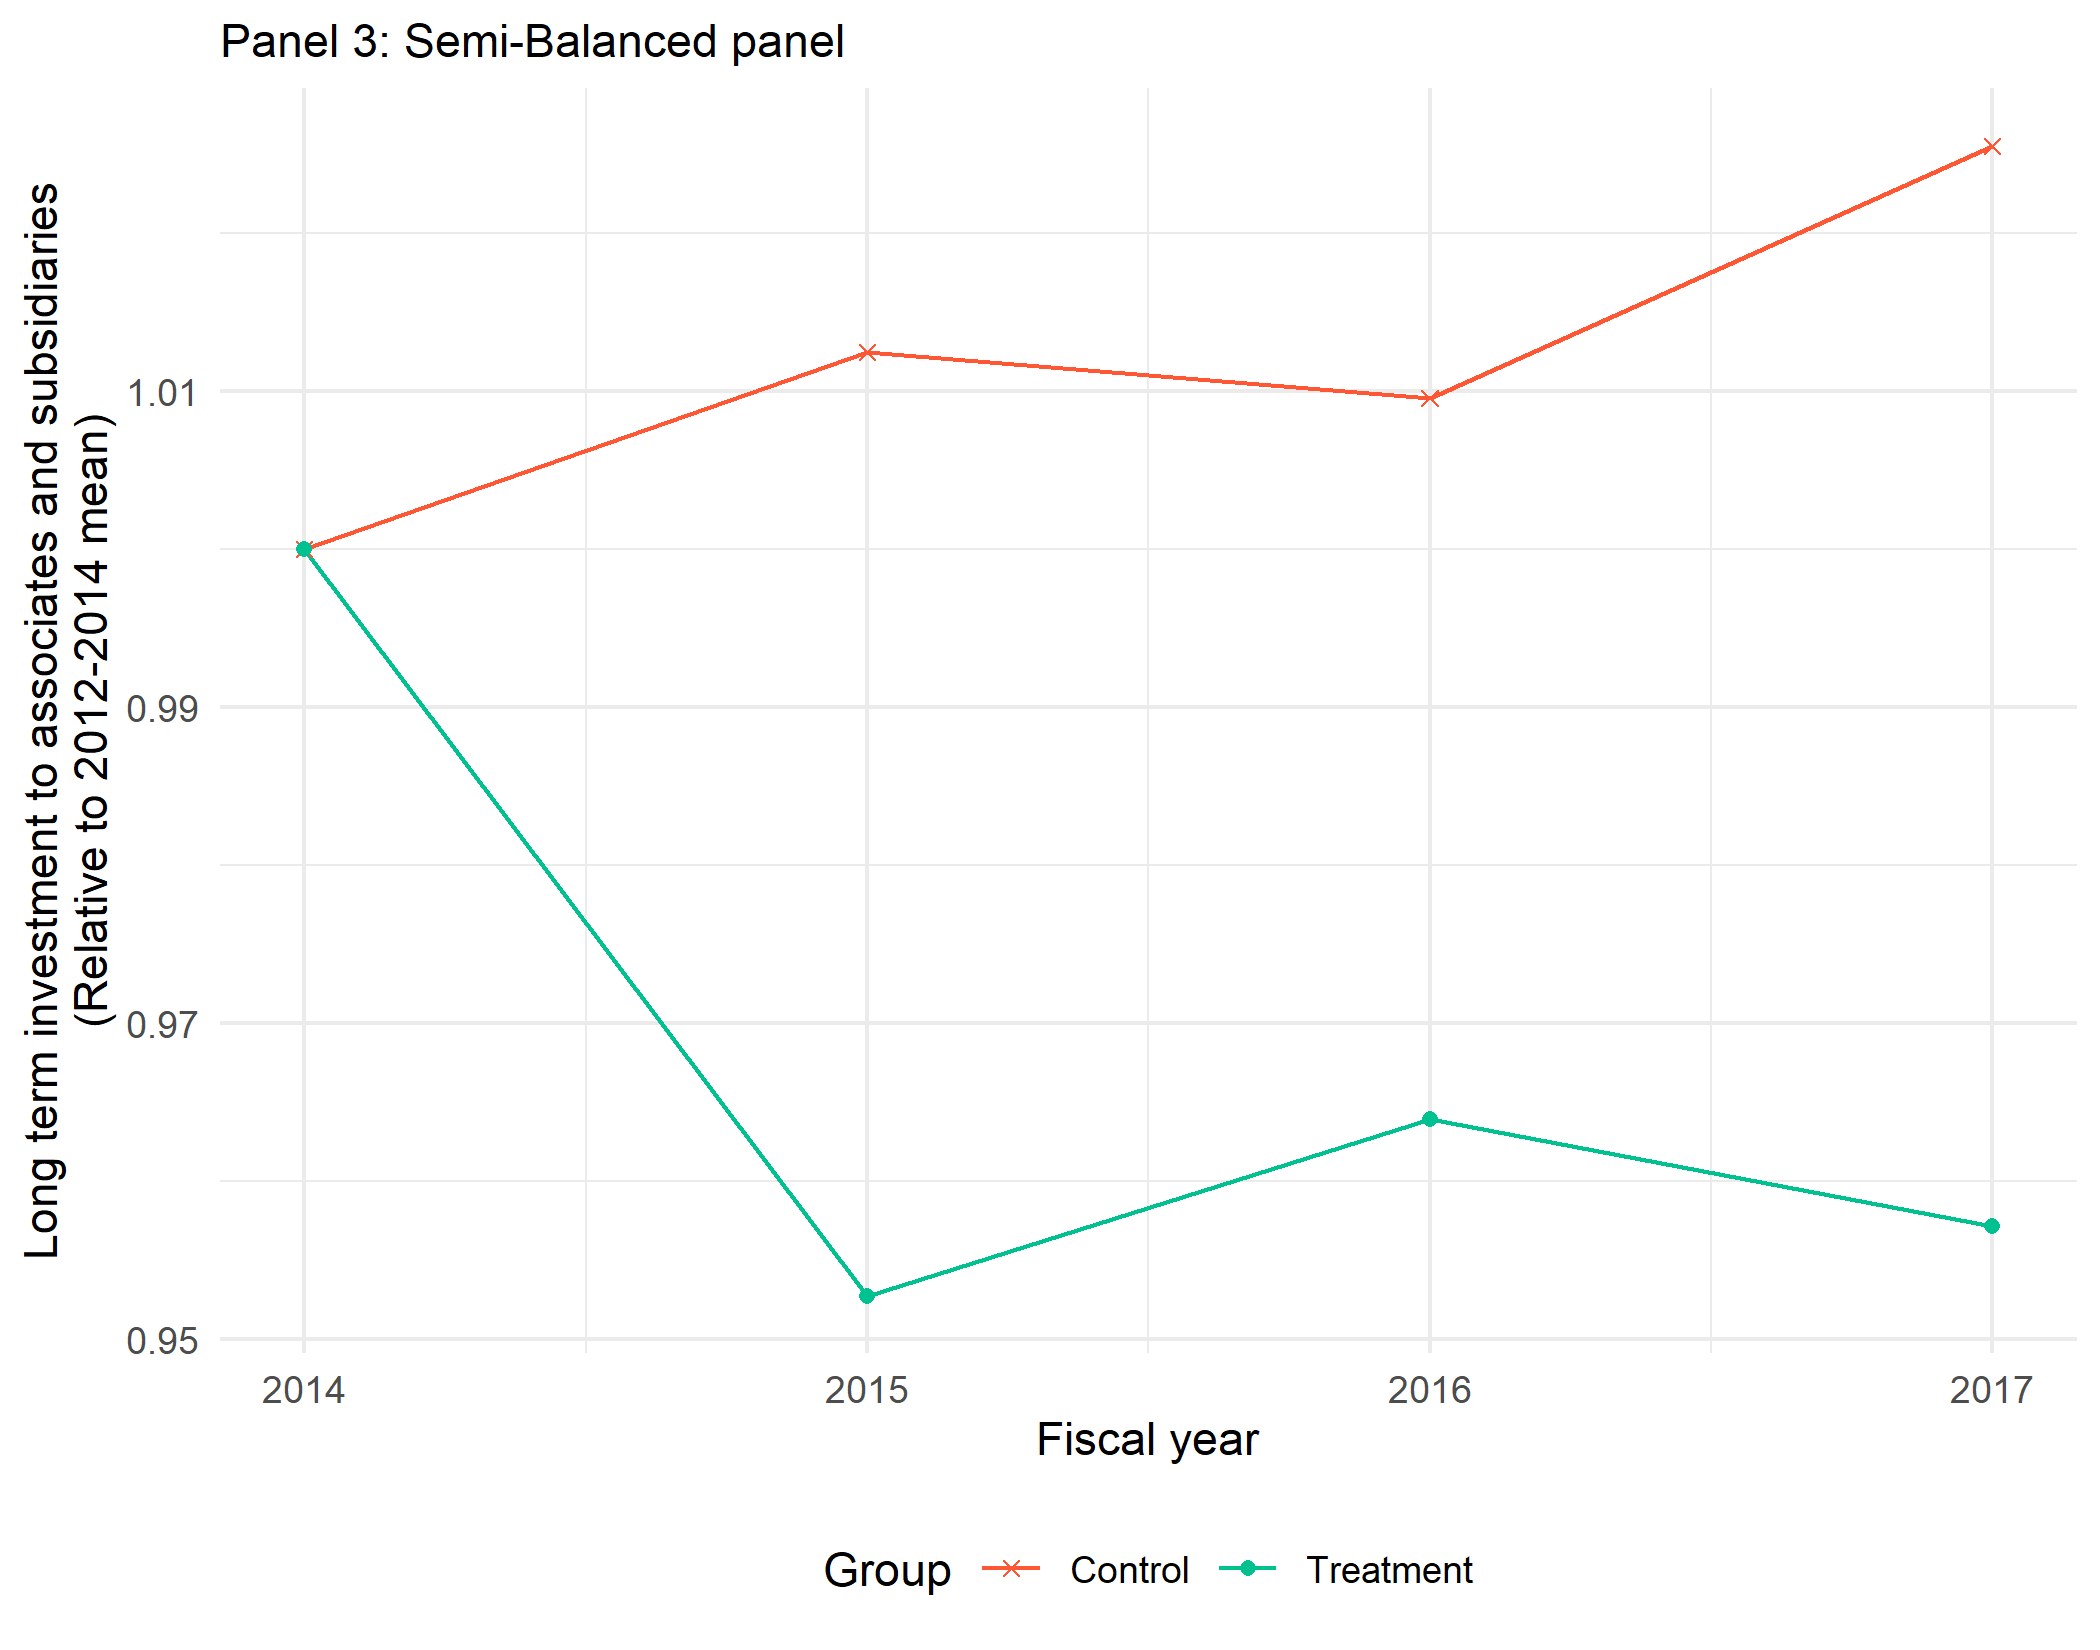 Panel 3: Semi-Balanced panel
Long term investment to associates and subsidiaries
(Relative to 2012-2014 mean)
1.01
0.99
0.97
0.95
2014 2015 2016 2017
Fiscal year
Group Control Treatment